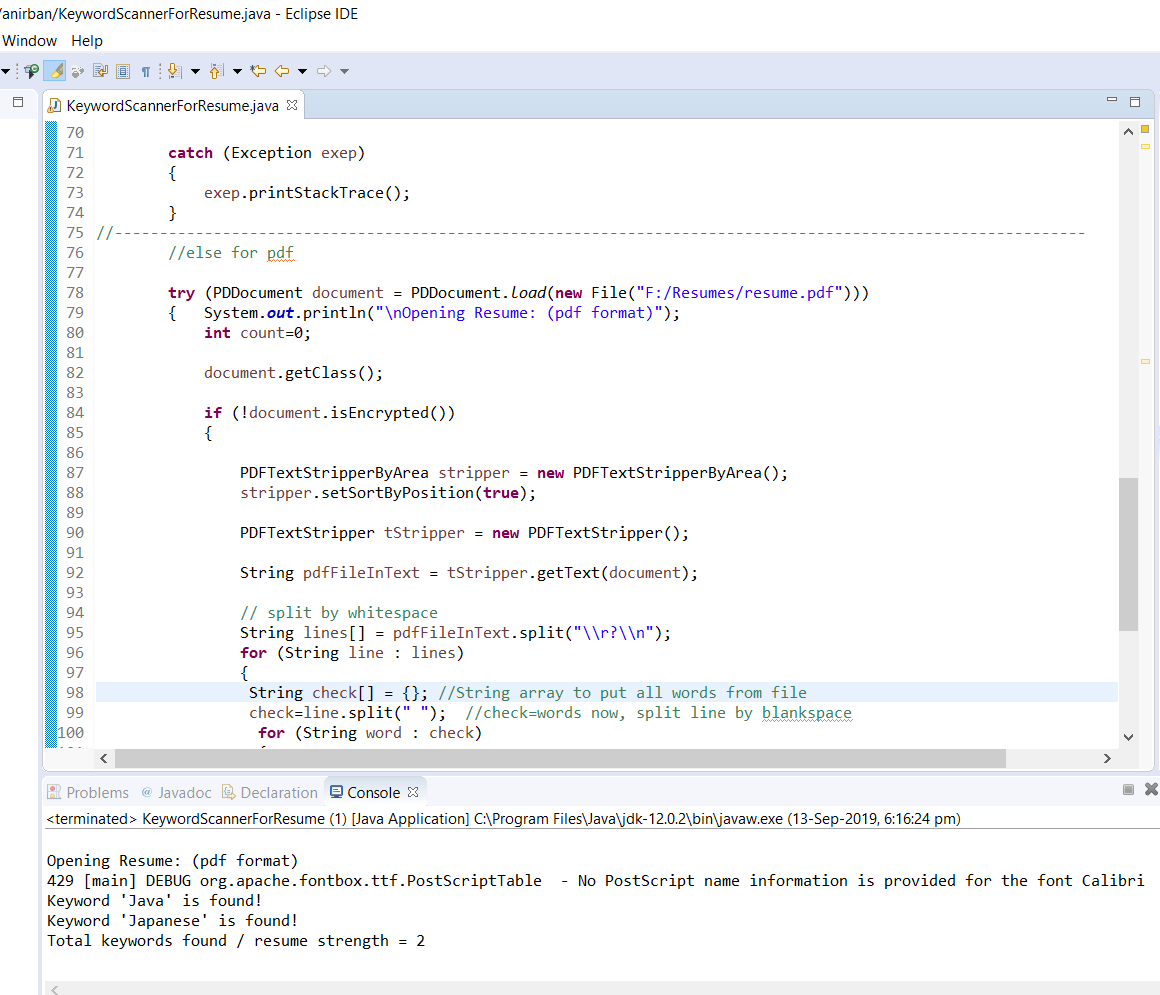 /anirban/KeywordScannerForResume.java - Eclipse IDE
Window Help
KeywordScannerForResume.java
70
71 catch (Exception exep)
72 {
73 exep.printStackTrace();
74 }
75 //------------------------------------------------------------------------------------------------------------
76 //else for pdf
77
78 try (PDDocument document = PDDocument.load(new File("F:/Resumes/resume.pdf")))
79 { System.out.println("\nOpening Resume: (pdf format)");
80 int count=0;
81
82 document.getClass();
83
84 if (!document.isEncrypted())
85 {
86
87 PDFTextStripperByArea stripper = new PDFTextStripperByArea();
88 stripper.setSortByPosition(true);
89
90 PDFTextStripper tStripper = new PDFTextStripper();
91
92 String pdfFileInText = tStripper.getText(document);
93
94 // split by whitespace
95 String lines[] = pdfFileInText.split("\\r?\\n");
96 for (String line : lines)
97 {
98 String check[] = {}; //String array to put all words from file
99 check=line.split(" "); //check=words now, split line by blankspace
100 for (String word : check)
Problems @ Javadoc Declaration Console
<terminated> KeywordScannerForResume (1) [Java Application] C:\Program Files\Java\jdk-12.0.2\bin\javaw.exe (13-Sep-2019, 6:16:24 pm)
Opening Resume: (pdf format)
429 [main] DEBUG org.apache.fontbox.ttf.PostScriptTable - No PostScript name information is provided for the font Calibri
Keyword 'Java' is found!
Keyword 'Japanese' is found!
Total keywords found / resume strength = 2